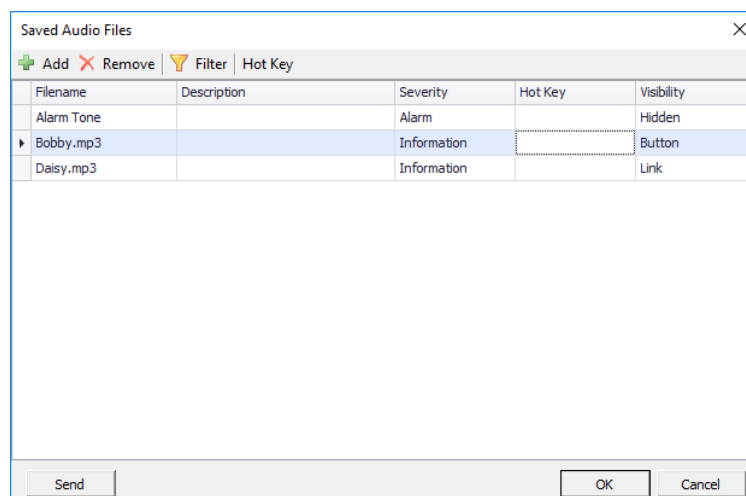 Saved Audio Files
Add Remove Filter Hot Key
Filename Description Severity Hot Key Visibility
Alarm Tone Alarm Hidden
Bobby.mp3 Information Button
Daisy.mp3 Information Link
Send OK Cancel